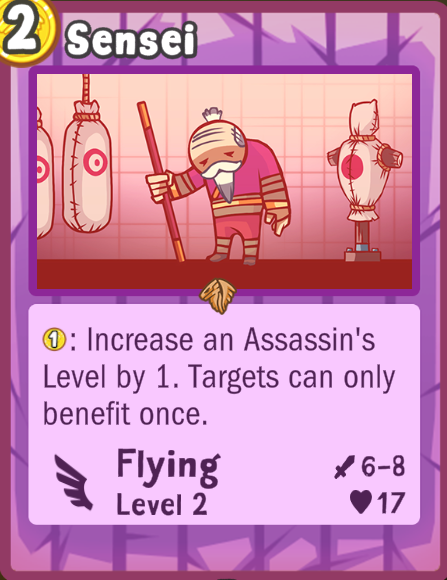 2 Sensei
1: Increase an Assassin's
Level by 1. Targets can only
benefit once.
Flying 6-8
Level 2 17